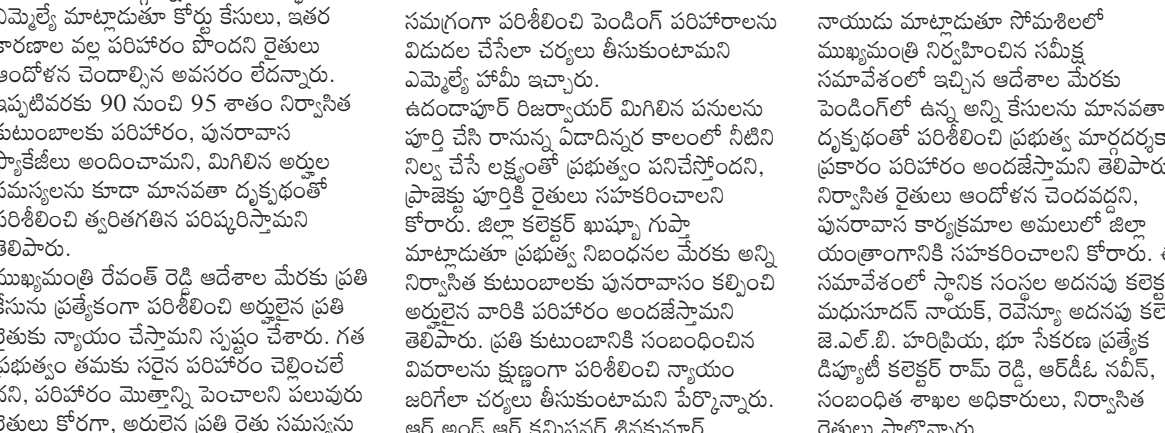 ఎమ్మెల్యే మాట్లాడుతూ కోర్టు కేసులు, ఇతర
కారణాల వల్ల పరిహారం పొందని రైతులు
ఆందోళన చెందాల్సిన అవసరం లేదన్నారు.
ఇప్పటివరకు 90 నుంచి 95 శాతం నిర్వాసిత
కుటుంబాలకు పరిహారం, పునరావాస
ప్యాకేజీలు అందించామని, మిగిలిన అర్హుల
సమస్యలను కూడా మానవతా దృక్పథంతో
పరిశీలించి త్వరితగతిన పరిష్కరిస్తామని
తెలిపారు.
ముఖ్యమంత్రి రేవంత్ రెడ్డి ఆదేశాల మేరకు ప్రతి
కేసును ప్రత్యేకంగా పరిశీలించి అర్హులైన ప్రతి
రైతుకు న్యాయం చేస్తామని స్పష్టం చేశారు. గత
ప్రభుత్వం తమకు సరైన పరిహారం చెల్లించలే
దని, పరిహారం మొత్తాన్ని పెంచాలని పలువురు
రైతులు కోరగా, అర్హులైన ప్రతి రైతు సమస్యను
సమగ్రంగా పరిశీలించి పెండింగ్ పరిహారాలను
విడుదల చేసేలా చర్యలు తీసుకుంటామని
ఎమ్మెల్యే హామీ ఇచ్చారు.
ఉదండాపూర్ రిజర్వాయర్ మిగిలిన పనులను
పూర్తి చేసి రానున్న ఏడాదిన్నర కాలంలో నీటిని
నిల్వ చేసే లక్ష్యంతో ప్రభుత్వం పనిచేస్తోందని,
ప్రాజెక్టు పూర్తికి రైతులు సహకరించాలని
కోరారు. జిల్లా కలెక్టర్ ఖుష్బూ గుప్తా
మాట్లాడుతూ ప్రభుత్వ నిబంధనల మేరకు అన్ని
నిర్వాసిత కుటుంబాలకు పునరావాసం కల్పించి
అర్హులైన వారికి పరిహారం అందజేస్తామని
తెలిపారు. ప్రతి కుటుంబానికి సంబంధించిన
వివరాలను క్షుణ్ణంగా పరిశీలించి న్యాయం
జరిగేలా చర్యలు తీసుకుంటామని పేర్కొన్నారు.
ఆర్ అండ్ ఆర్ కమిషనర్ శివకుమార్
నాయుడు మాట్లాడుతూ సోమశిలలో
ముఖ్యమంత్రి నిర్వహించిన సమీక్ష
సమావేశంలో ఇచ్చిన ఆదేశాల మేరకు
పెండింగ్‌లో ఉన్న అన్ని కేసులను మానవతా
దృక్పథంతో పరిశీలించి ప్రభుత్వ మార్గదర్శక
ప్రకారం పరిహారం అందజేస్తామని తెలిపారు
నిర్వాసిత రైతులు ఆందోళన చెందవద్దని,
పునరావాస కార్యక్రమాల అమలులో జిల్లా
యంత్రాంగానికి సహకరించాలని కోరారు. ఈ
సమావేశంలో స్థానిక సంస్థల అదనపు కలెక్ట
మధుసూదన్ నాయక్, రెవెన్యూ అదనపు కలె
జె.ఎల్.బి. హరిప్రియ, భూ సేకరణ ప్రత్యేక
డిప్యూటీ కలెక్టర్ రామ్ రెడ్డి, ఆర్‌డీఓ నవీన్,
సంబంధిత శాఖల అధికారులు, నిర్వాసిత
రైతులు పాల్గొన్నారు